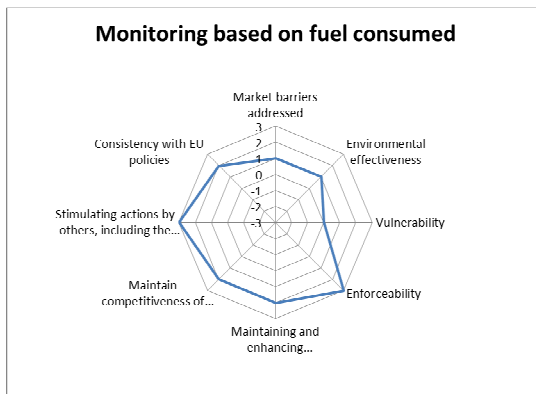 Monitoring based on fuel consumed
Market barriers
addressed
3
2
1
0
-1
-2
-3
Consistency with EU
policies
Environmental
effectiveness
Stimulating actions by
others, including the...
Vulnerability
Maintain
competitiveness of...
Enforceability
Maintaining and
enhancing...